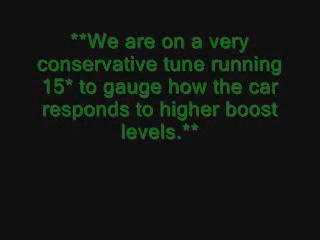 **We are on a very
conservative tune running
15* to gauge how the car
responds to higher boost
levels.**